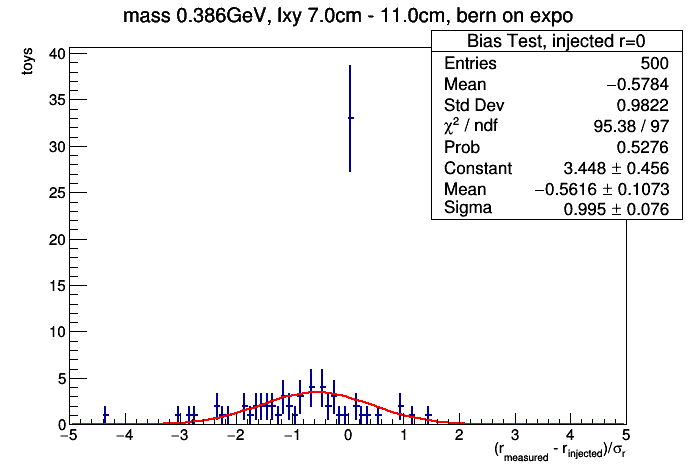 mass 0.386GeV, lxy 7.0cm - 11.0cm, bern on expo
Bias Test, injected r=0
Entries 500
Mean −0.5784
Std Dev 0.9822
χ² / ndf 95.38 / 97
Prob 0.5276
Constant 3.448 ± 0.456
Mean −0.5616 ± 0.1073
Sigma 0.995 ± 0.076
toys
40
35
30
25
20
15
10
5
0
−5 −4 −3 −2 −1 0 1 2 3 4 5
(r_measured - r_injected)/σ_r